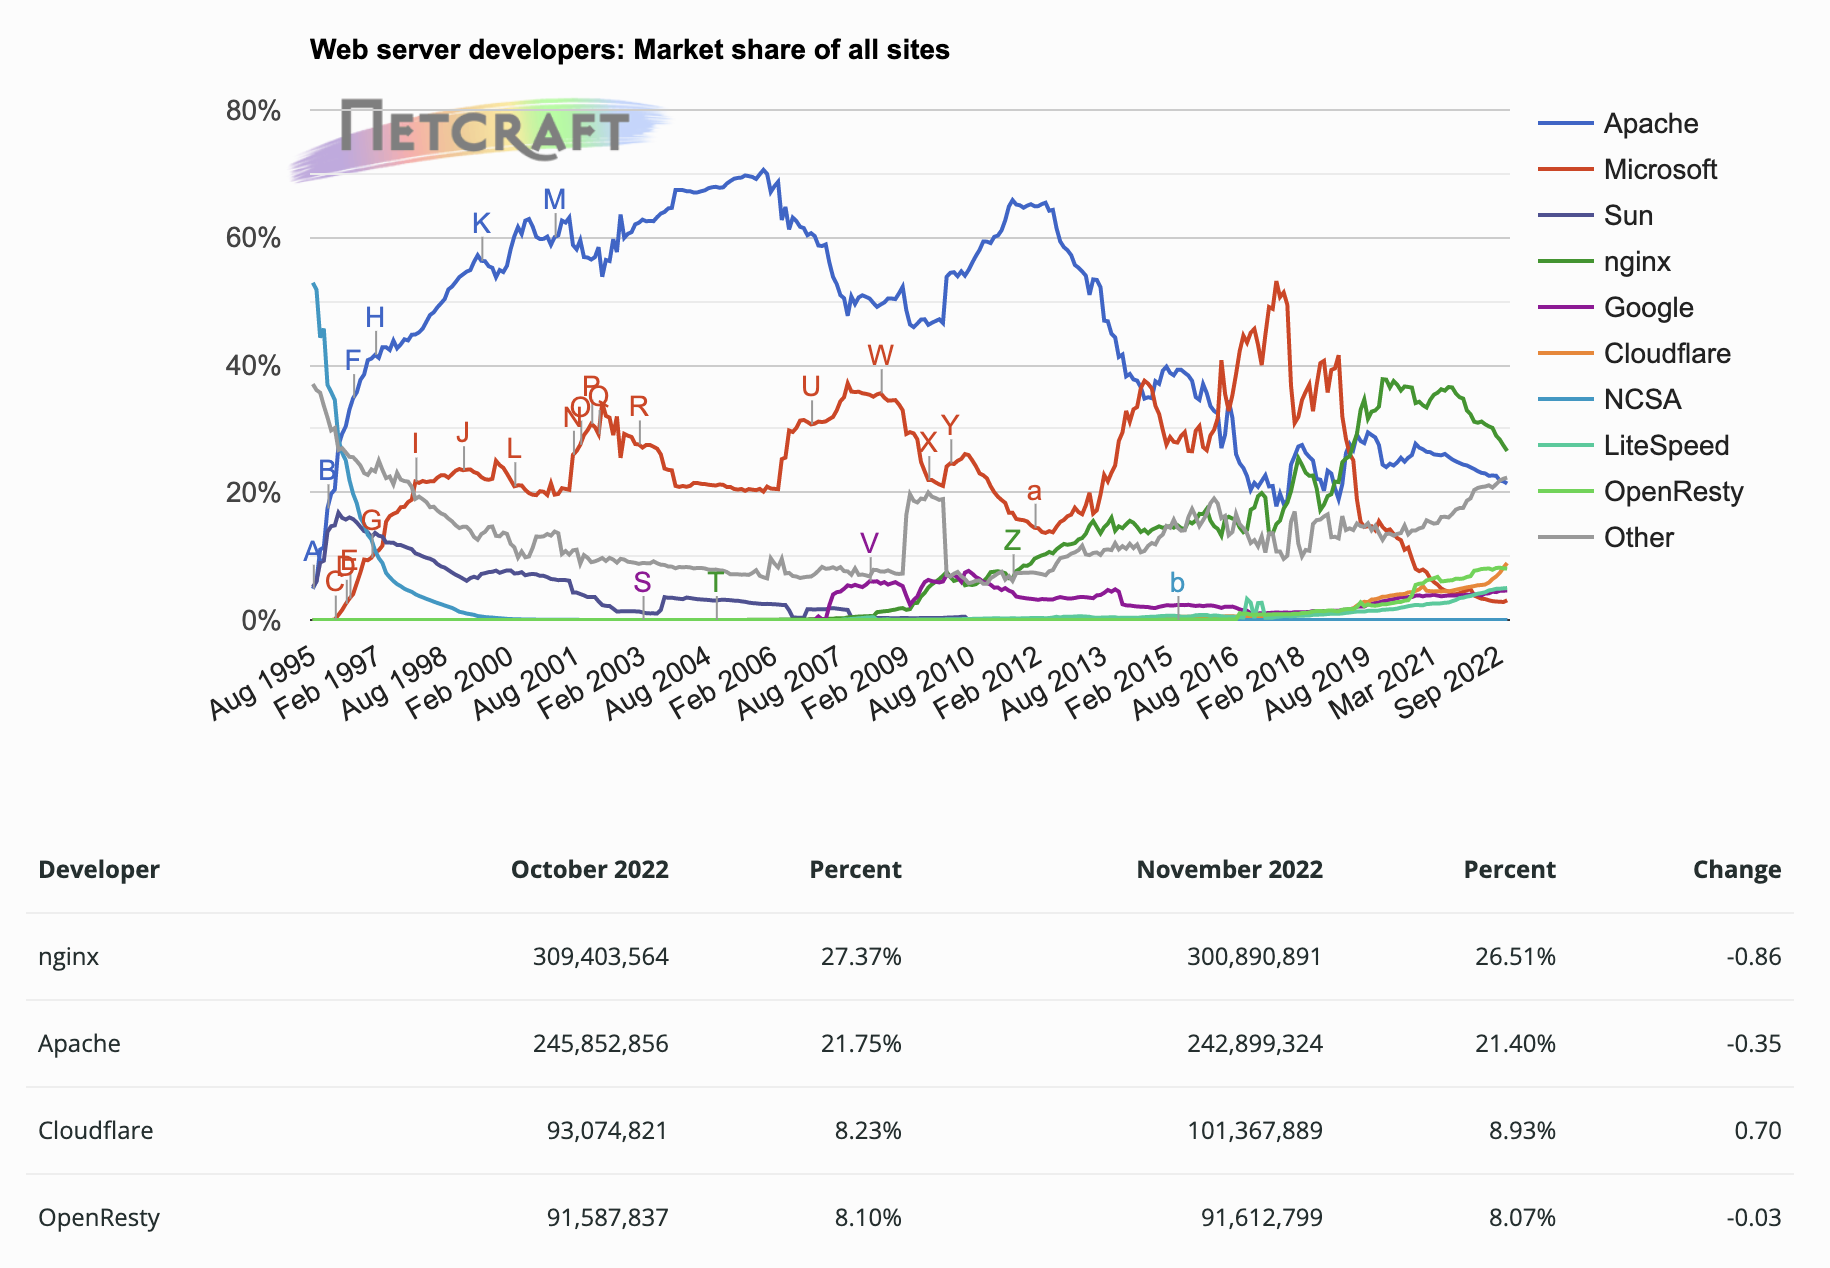 Web server developers: Market share of all sites
NETCRAFT
80%
60%
40%
20%
0%
A
B
C
D
E
F
G
H
I
J
K
L
M
N
O
P
Q
R
S
T
U
V
W
X
Y
Z
a
b
Aug 1995
Feb 1997
Aug 1998
Feb 2000
Aug 2001
Feb 2003
Aug 2004
Feb 2006
Aug 2007
Feb 2009
Aug 2010
Feb 2012
Aug 2013
Feb 2015
Aug 2016
Feb 2018
Aug 2019
Mar 2021
Sep 2022
Apache
Microsoft
Sun
nginx
Google
Cloudflare
NCSA
LiteSpeed
OpenResty
Other
Developer October 2022 Percent November 2022 Percent Change
nginx 309,403,564 27.37% 300,890,891 26.51% -0.86
Apache 245,852,856 21.75% 242,899,324 21.40% -0.35
Cloudflare 93,074,821 8.23% 101,367,889 8.93% 0.70
OpenResty 91,587,837 8.10% 91,612,799 8.07% -0.03